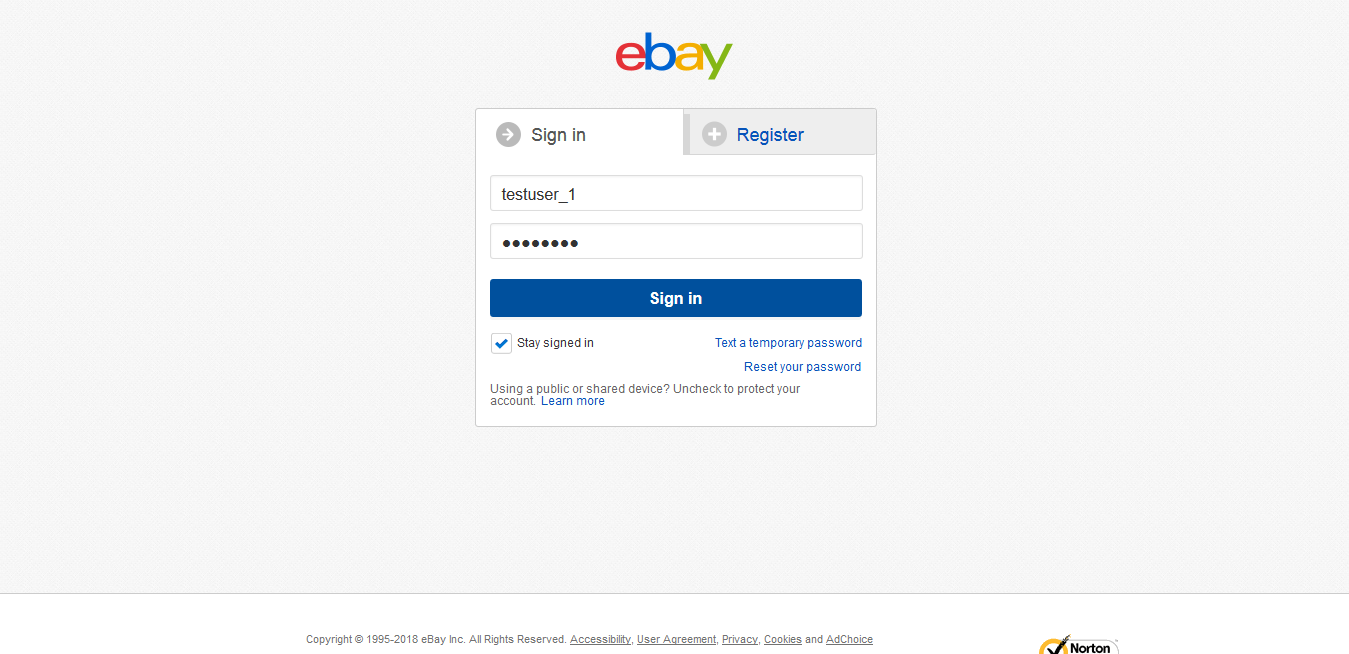 ebay
Sign in
Register
testuser_1
••••••••
Sign in
Stay signed in
Text a temporary password
Reset your password
Using a public or shared device? Uncheck to protect your
account. Learn more
Copyright © 1995-2018 eBay Inc. All Rights Reserved. Accessibility, User Agreement, Privacy, Cookies and AdChoice
Norton